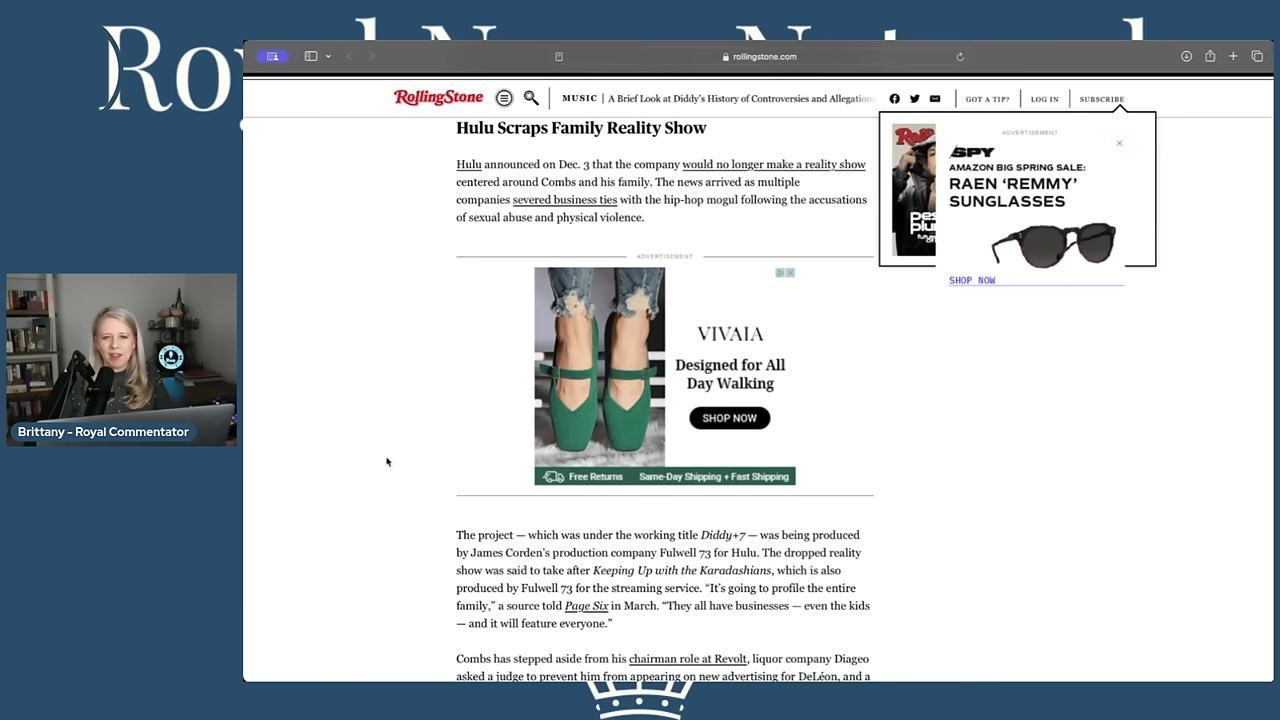 rollingstone.com
RollingStone
MUSIC | A Brief Look at Diddy's History of Controversies and Allegation
GOT A TIP?
LOG IN
SUBSCRIBE
Hulu Scraps Family Reality Show
Hulu announced on Dec. 3 that the company would no longer make a reality show
centered around Combs and his family. The news arrived as multiple
companies severed business ties with the hip-hop mogul following the accusations
of sexual abuse and physical violence.
ADVERTISEMENT
SPY
AMAZON BIG SPRING SALE:
RAEN ‘REMMY’
SUNGLASSES
SHOP NOW
ADVERTISEMENT
VIVAIA
Designed for All
Day Walking
SHOP NOW
Free Returns Same-Day Shipping + Fast Shipping
Brittany - Royal Commentator
The project — which was under the working title Diddy+7 — was being produced
by James Corden's production company Fulwell 73 for Hulu. The dropped reality
show was said to take after Keeping Up with the Karadashians, which is also
produced by Fulwell 73 for the streaming service. “It's going to profile the entire
family,” a source told Page Six in March. “They all have businesses — even the kids
— and it will feature everyone.”
Combs has stepped aside from his chairman role at Revolt, liquor company Diageo
asked a judge to prevent him from appearing on new advertising for DeLéon, and a